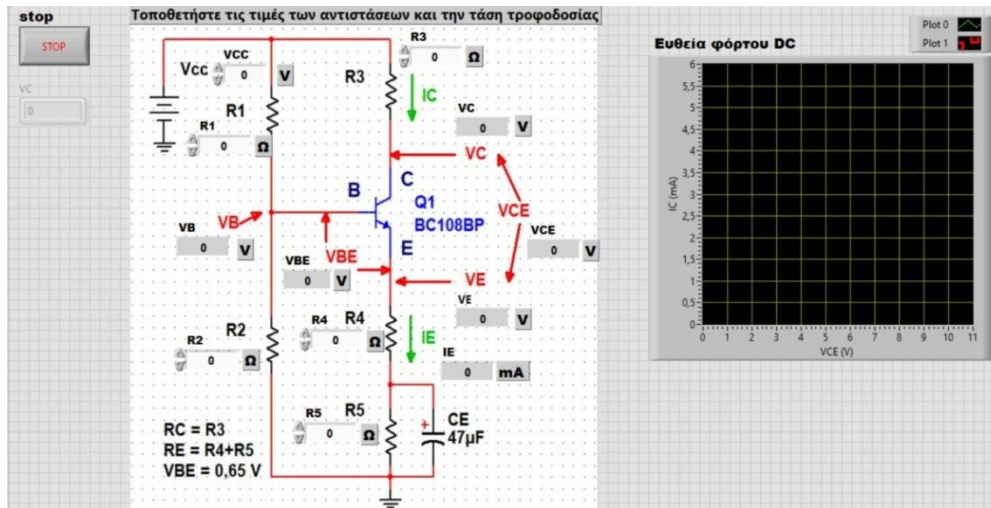 stop
STOP
VC
0
Τοποθετήστε τις τιμές των αντιστάσεων και την τάση τροφοδοσίας
Vcc
VCC
0
V
R3
0
Ω
R3
R1
R1
0
Ω
IC
VC
0
V
VC
C
B
Q1
BC108BP
VCE
VCE
0
V
VB
VB
0
V
VBE
VBE
0
V
E
VE
VE
0
V
R2
R2
0
Ω
R4
R4
0
Ω
IE
IE
0
mA
R5
R5
0
Ω
+
CE
47μF
RC = R3
RE = R4+R5
VBE = 0,65 V
Plot 0
Plot 1
Ευθεία φόρτου DC
IC (mA)
6
5
4,5
4
3,5
3
2,5
2
1,5
1
0,5
0
0 1 2 3 4 5 6 7 8 9 10 11
VCE (V)